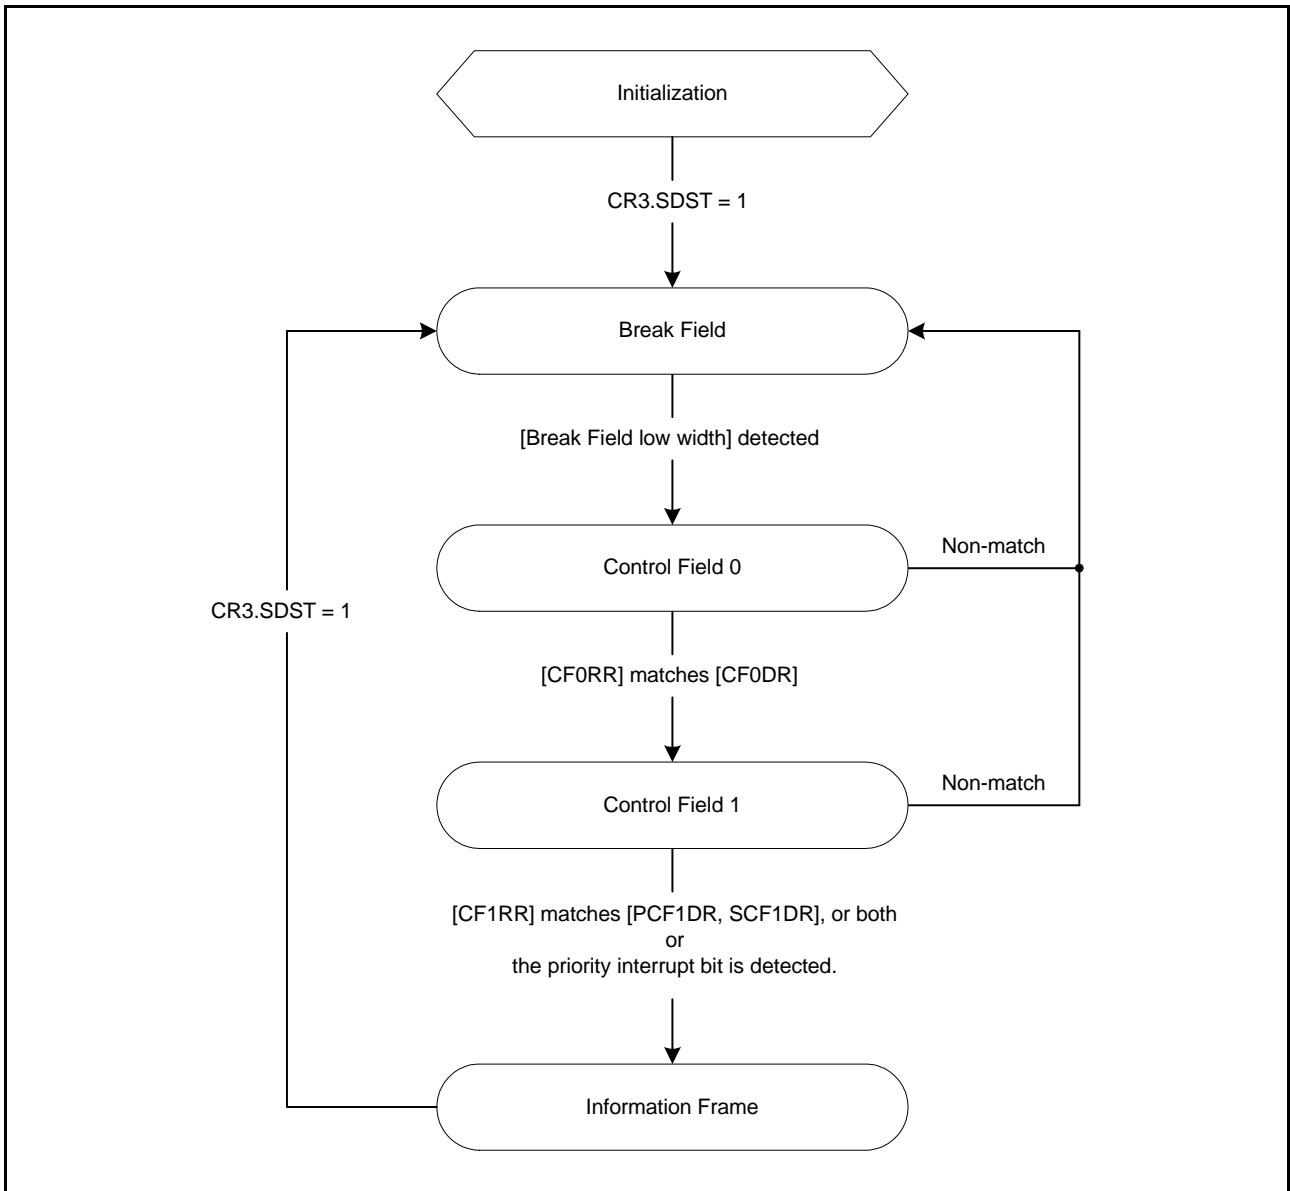 Initialization
CR3.SDST = 1
Break Field
[Break Field low width] detected
Control Field 0
Non-match
CR3.SDST = 1
[CF0RR] matches [CF0DR]
Control Field 1
Non-match
[CF1RR] matches [PCF1DR, SCF1DR], or both
or
the priority interrupt bit is detected.
Information Frame